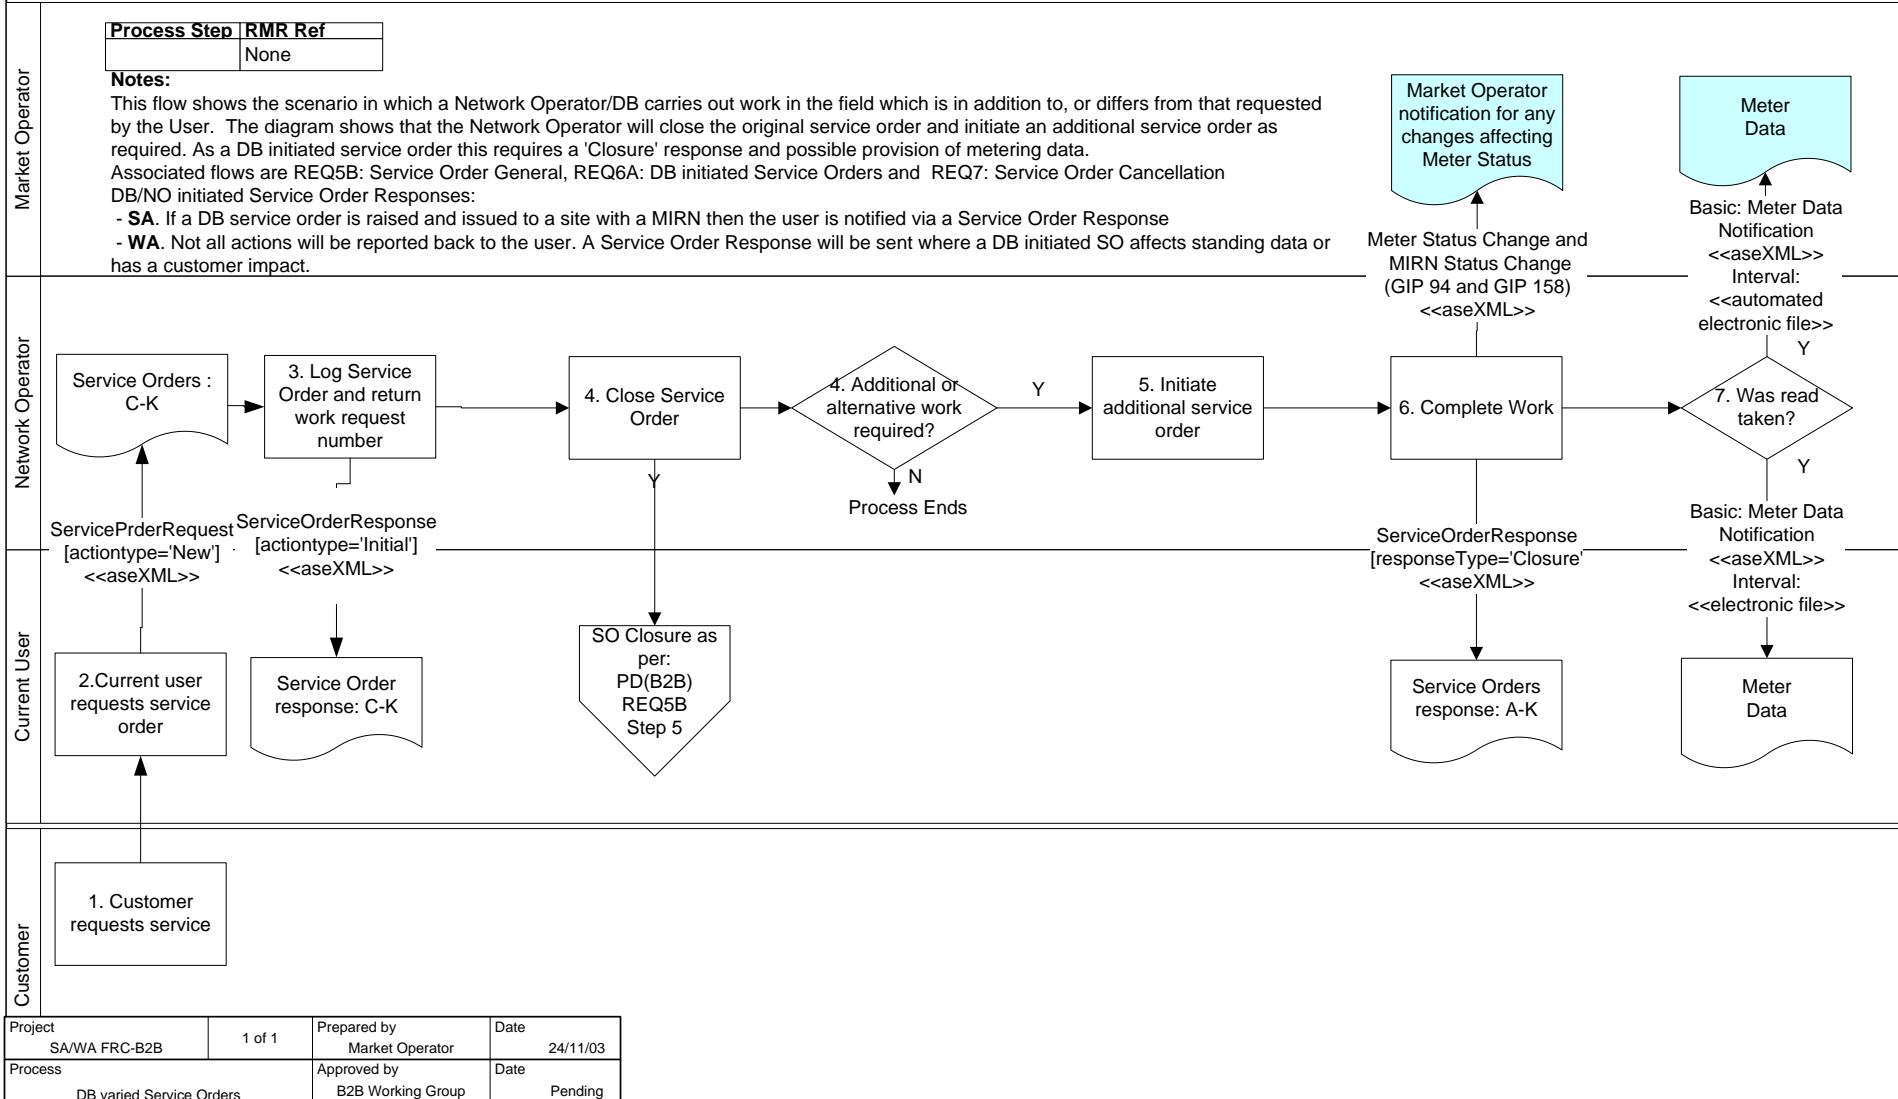 Process Step RMR Ref
None
Notes:
This flow shows the scenario in which a Network Operator/DB carries out work in the field which is in addition to, or differs from that requested
by the User. The diagram shows that the Network Operator will close the original service order and initiate an additional service order as
required. As a DB initiated service order this requires a 'Closure' response and possible provision of metering data.
Associated flows are REQ5B: Service Order General, REQ6A: DB initiated Service Orders and REQ7: Service Order Cancellation
DB/NO initiated Service Order Responses:
- SA. If a DB service order is raised and issued to a site with a MIRN then the user is notified via a Service Order Response
- WA. Not all actions will be reported back to the user. A Service Order Response will be sent where a DB initiated SO affects standing data or
has a customer impact.
Market Operator
Market Operator
notification for any
changes affecting
Meter Status
Meter
Data
Meter Status Change and
MIRN Status Change
(GIP 94 and GIP 158)
<<aseXML>>
Basic: Meter Data
Notification
<<aseXML>>
Interval:
<<automated
electronic file>>
Y
Network Operator
Service Orders :
C-K
3. Log Service
Order and return
work request
number
4. Close Service
Order
4. Additional or
alternative work
required?
Y
5. Initiate
additional service
order
6. Complete Work
7. Was read
taken?
Y
N
Process Ends
Y
ServicePrderRequest
[actiontype='New']
<<aseXML>>
ServiceOrderResponse
[actiontype='Initial']
<<aseXML>>
ServiceOrderResponse
[responseType='Closure'
<<aseXML>>
Basic: Meter Data
Notification
<<aseXML>>
Interval:
<<electronic file>>
Current User
2.Current user
requests service
order
Service Order
response: C-K
SO Closure as
per:
PD(B2B)
REQ5B
Step 5
Service Orders
response: A-K
Meter
Data
Customer
1. Customer
requests service
Project
SA/WA FRC-B2B
1 of 1
Prepared by
Market Operator
Date
24/11/03
Process
DB varied Service Orders
Approved by
B2B Working Group
Date
Pending